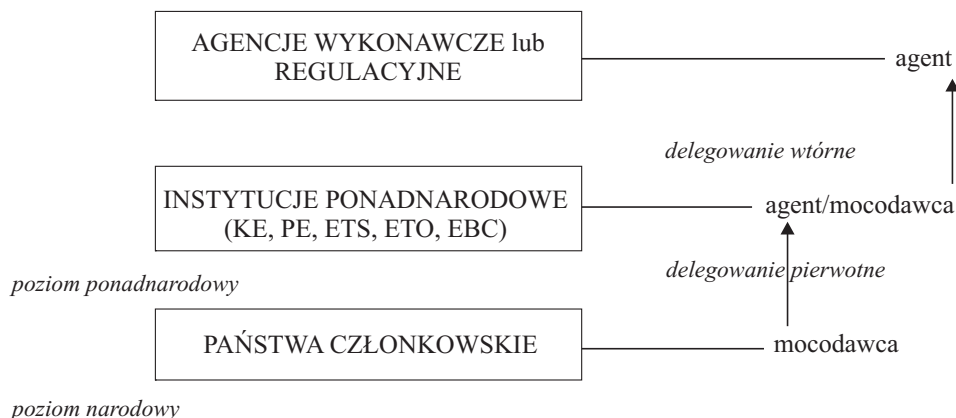 AGENCJE WYKONAWCZE lub
REGULACYJNE
agent
delegowanie wtórne
INSTYTUCJE PONADNARODOWE
(KE, PE, ETS, ETO, EBC)
agent/mocodawca
delegowanie pierwotne
poziom ponadnarodowy
PAŃSTWA CZŁONKOWSKIE
mocodawca
poziom narodowy